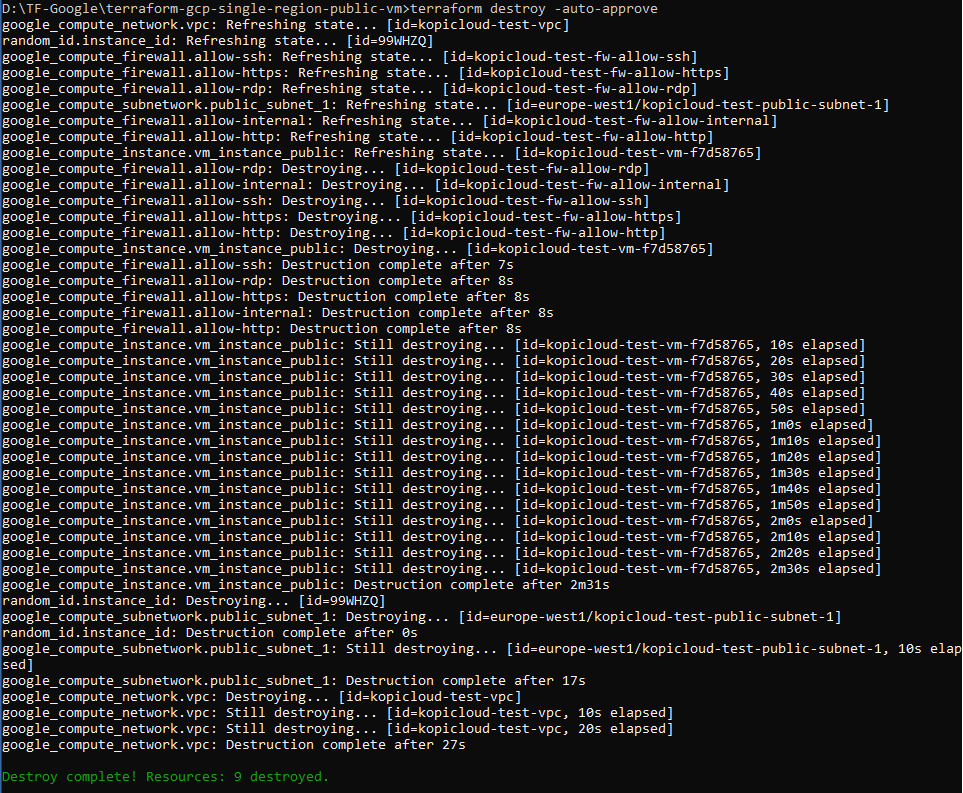 D:\TF-Google\terraform-gcp-single-region-public-vm>terraform destroy -auto-approve
google_compute_network.vpc: Refreshing state... [id=kopicloud-test-vpc]
random_id.instance_id: Refreshing state... [id=99WHZQ]
google_compute_firewall.allow-ssh: Refreshing state... [id=kopicloud-test-fw-allow-ssh]
google_compute_firewall.allow-https: Refreshing state... [id=kopicloud-test-fw-allow-https]
google_compute_firewall.allow-rdp: Refreshing state... [id=kopicloud-test-fw-allow-rdp]
google_compute_subnetwork.public_subnet_1: Refreshing state... [id=europe-west1/kopicloud-test-public-subnet-1]
google_compute_firewall.allow-internal: Refreshing state... [id=kopicloud-test-fw-allow-internal]
google_compute_firewall.allow-http: Refreshing state... [id=kopicloud-test-fw-allow-http]
google_compute_instance.vm_instance_public: Refreshing state... [id=kopicloud-test-vm-f7d58765]
google_compute_firewall.allow-rdp: Destroying... [id=kopicloud-test-fw-allow-rdp]
google_compute_firewall.allow-internal: Destroying... [id=kopicloud-test-fw-allow-internal]
google_compute_firewall.allow-ssh: Destroying... [id=kopicloud-test-fw-allow-ssh]
google_compute_firewall.allow-https: Destroying... [id=kopicloud-test-fw-allow-https]
google_compute_firewall.allow-http: Destroying... [id=kopicloud-test-fw-allow-http]
google_compute_instance.vm_instance_public: Destroying... [id=kopicloud-test-vm-f7d58765]
google_compute_firewall.allow-ssh: Destruction complete after 7s
google_compute_firewall.allow-rdp: Destruction complete after 8s
google_compute_firewall.allow-https: Destruction complete after 8s
google_compute_firewall.allow-internal: Destruction complete after 8s
google_compute_firewall.allow-http: Destruction complete after 8s
google_compute_instance.vm_instance_public: Still destroying... [id=kopicloud-test-vm-f7d58765, 10s elapsed]
google_compute_instance.vm_instance_public: Still destroying... [id=kopicloud-test-vm-f7d58765, 20s elapsed]
google_compute_instance.vm_instance_public: Still destroying... [id=kopicloud-test-vm-f7d58765, 30s elapsed]
google_compute_instance.vm_instance_public: Still destroying... [id=kopicloud-test-vm-f7d58765, 40s elapsed]
google_compute_instance.vm_instance_public: Still destroying... [id=kopicloud-test-vm-f7d58765, 50s elapsed]
google_compute_instance.vm_instance_public: Still destroying... [id=kopicloud-test-vm-f7d58765, 1m0s elapsed]
google_compute_instance.vm_instance_public: Still destroying... [id=kopicloud-test-vm-f7d58765, 1m10s elapsed]
google_compute_instance.vm_instance_public: Still destroying... [id=kopicloud-test-vm-f7d58765, 1m20s elapsed]
google_compute_instance.vm_instance_public: Still destroying... [id=kopicloud-test-vm-f7d58765, 1m30s elapsed]
google_compute_instance.vm_instance_public: Still destroying... [id=kopicloud-test-vm-f7d58765, 1m40s elapsed]
google_compute_instance.vm_instance_public: Still destroying... [id=kopicloud-test-vm-f7d58765, 1m50s elapsed]
google_compute_instance.vm_instance_public: Still destroying... [id=kopicloud-test-vm-f7d58765, 2m0s elapsed]
google_compute_instance.vm_instance_public: Still destroying... [id=kopicloud-test-vm-f7d58765, 2m10s elapsed]
google_compute_instance.vm_instance_public: Still destroying... [id=kopicloud-test-vm-f7d58765, 2m20s elapsed]
google_compute_instance.vm_instance_public: Still destroying... [id=kopicloud-test-vm-f7d58765, 2m30s elapsed]
google_compute_instance.vm_instance_public: Destruction complete after 2m31s
random_id.instance_id: Destroying... [id=99WHZQ]
google_compute_subnetwork.public_subnet_1: Destroying... [id=europe-west1/kopicloud-test-public-subnet-1]
random_id.instance_id: Destruction complete after 0s
google_compute_subnetwork.public_subnet_1: Still destroying... [id=europe-west1/kopicloud-test-public-subnet-1, 10s elap
sed]
google_compute_subnetwork.public_subnet_1: Destruction complete after 17s
google_compute_network.vpc: Destroying... [id=kopicloud-test-vpc]
google_compute_network.vpc: Still destroying... [id=kopicloud-test-vpc, 10s elapsed]
google_compute_network.vpc: Still destroying... [id=kopicloud-test-vpc, 20s elapsed]
google_compute_network.vpc: Destruction complete after 27s
Destroy complete! Resources: 9 destroyed.